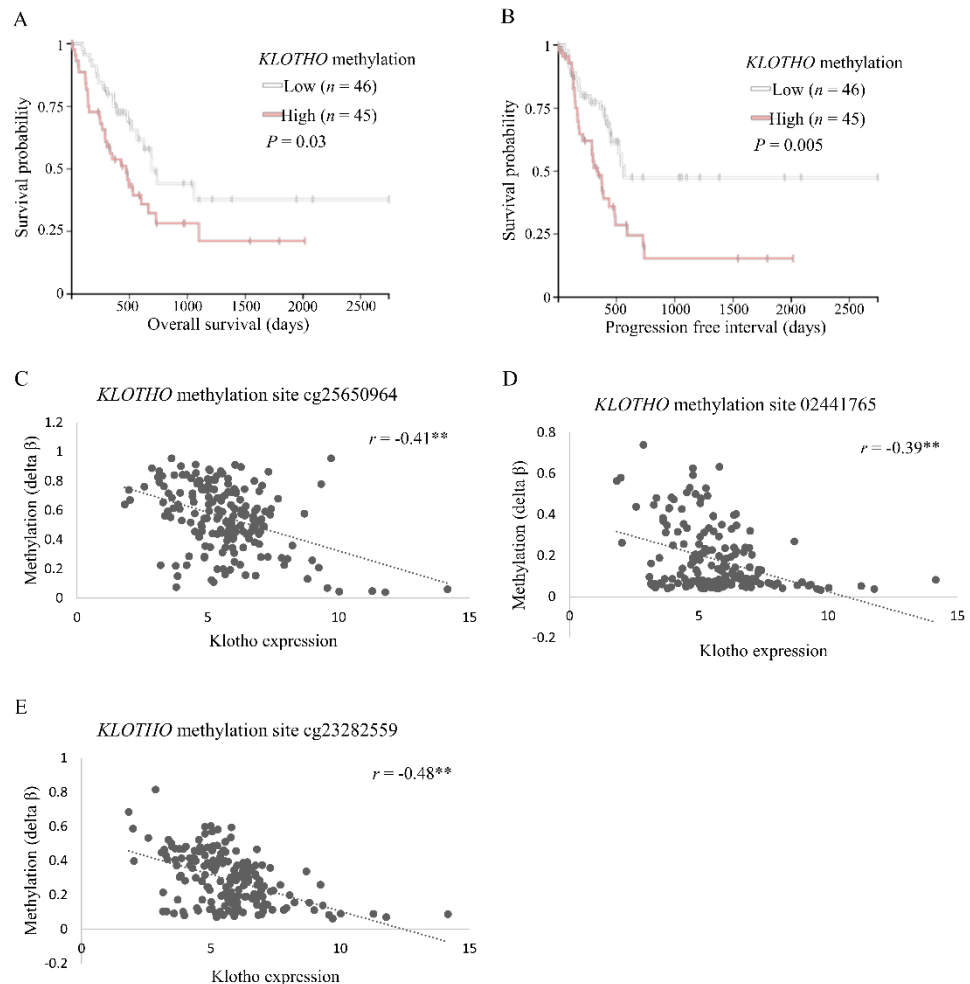 A
KLOTHO methylation
Low (n = 46)
High (n = 45)
P = 0.03
Survival probability
1
0.75
0.5
0.25
0
500
1000
1500
2000
2500
Overall survival (days)
B
KLOTHO methylation
Low (n = 46)
High (n = 45)
P = 0.005
Survival probability
1
0.75
0.5
0.25
0
500
1000
1500
2000
2500
Progression free interval (days)
C
KLOTHO methylation site cg25650964
r = -0.41**
Methylation (delta β)
1.2
1
0.8
0.6
0.4
0.2
0
0
5
10
15
Klotho expression
D
KLOTHO methylation site 02441765
r = -0.39**
Methylation (delta β)
0.8
0.6
0.4
0.2
0
-0.2
0
5
10
15
Klotho expression
E
KLOTHO methylation site cg23282559
r = -0.48**
Methylation (delta β)
1
0.8
0.6
0.4
0.2
0
-0.2
0
5
10
15
Klotho expression